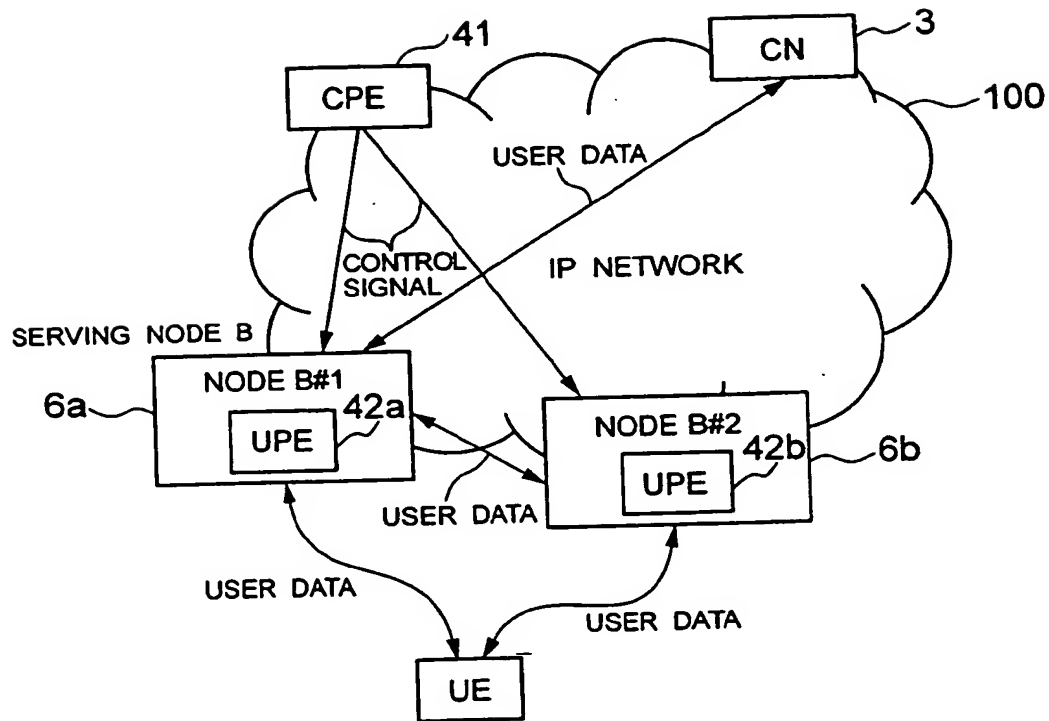 41
3
CPE
CN
100
USER DATA
CONTROL
SIGNAL
IP NETWORK
SERVING NODE B
NODE B#1
6a
42a
UPE
NODE B#2
42b
6b
UPE
USER DATA
USER DATA
USER DATA
UE